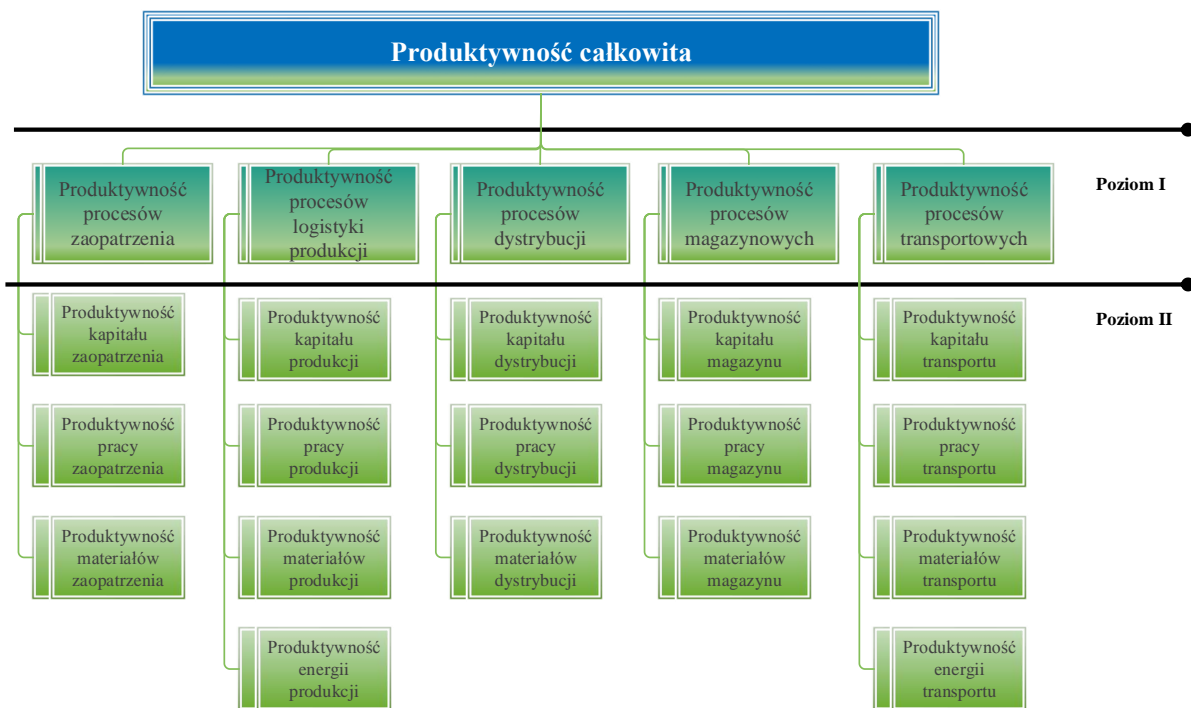 Produktywność całkowita
Produktywność
procesów
zaopatrzenia
Produktywność
procesów
logistyki
produkcji
Produktywność
procesów
dystrybucji
Produktywność
procesów
magazynowych
Produktywność
procesów
transportowych
Poziom I
Produktywność
kapitału
zaopatrzenia
Produktywność
kapitału
produkcji
Produktywność
kapitału
dystrybucji
Produktywność
kapitału
magazynu
Produktywność
kapitału
transportu
Poziom II
Produktywność
pracy
zaopatrzenia
Produktywność
pracy
produkcji
Produktywność
pracy
dystrybucji
Produktywność
pracy
magazynu
Produktywność
pracy
transportu
Produktywność
materiałów
zaopatrzenia
Produktywność
materiałów
produkcji
Produktywność
materiałów
dystrybucji
Produktywność
materiałów
magazynu
Produktywność
materiałów
transportu
Produktywność
energii
produkcji
Produktywność
energii
transportu